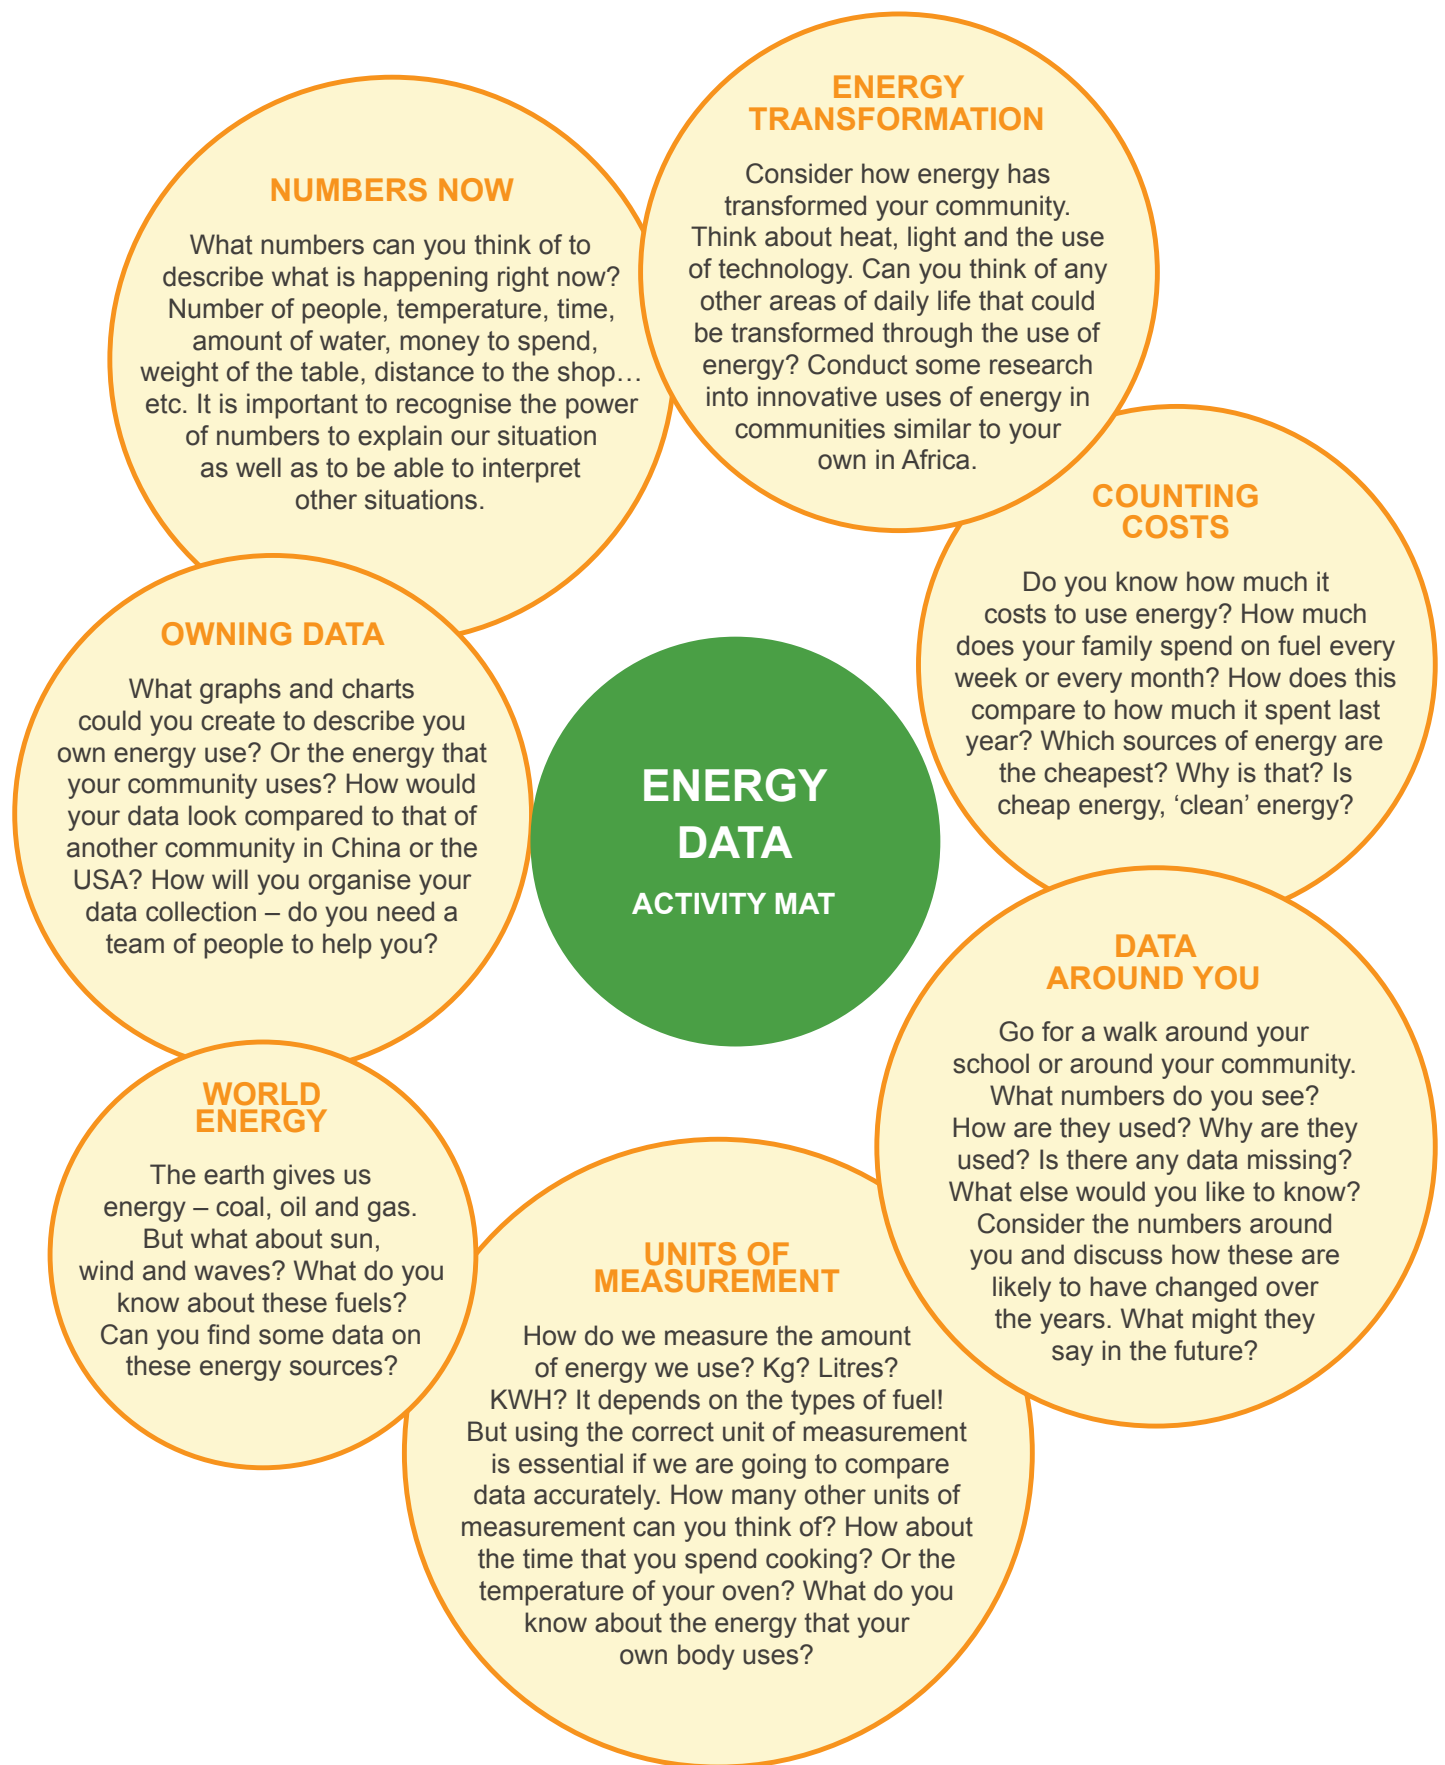 ENERGY
TRANSFORMATION
Consider how energy has
transformed your community.
Think about heat, light and the use
of technology. Can you think of any
other areas of daily life that could
be transformed through the use of
energy? Conduct some research
into innovative uses of energy in
communities similar to your
own in Africa.
NUMBERS NOW
What numbers can you think of to
describe what is happening right now?
Number of people, temperature, time,
amount of water, money to spend,
weight of the table, distance to the shop…
etc. It is important to recognise the power
of numbers to explain our situation
as well as to be able to interpret
other situations.
COUNTING
COSTS
Do you know how much it
costs to use energy? How much
does your family spend on fuel every
week or every month? How does this
compare to how much it spent last
year? Which sources of energy are
the cheapest? Why is that? Is
cheap energy, ‘clean’ energy?
OWNING DATA
What graphs and charts
could you create to describe you
own energy use? Or the energy that
your community uses? How would
your data look compared to that of
another community in China or the
USA? How will you organise your
data collection – do you need a
team of people to help you?
ENERGY
DATA
ACTIVITY MAT
DATA
AROUND YOU
Go for a walk around your
school or around your community.
What numbers do you see?
How are they used? Why are they
used? Is there any data missing?
What else would you like to know?
Consider the numbers around
you and discuss how these are
likely to have changed over
the years. What might they
say in the future?
WORLD
ENERGY
The earth gives us
energy – coal, oil and gas.
But what about sun,
wind and waves? What do you
know about these fuels?
Can you find some data on
these energy sources?
UNITS OF
MEASUREMENT
How do we measure the amount
of energy we use? Kg? Litres?
KWH? It depends on the types of fuel!
But using the correct unit of measurement
is essential if we are going to compare
data accurately. How many other units of
measurement can you think of? How about
the time that you spend cooking? Or the
temperature of your oven? What do you
know about the energy that your
own body uses?